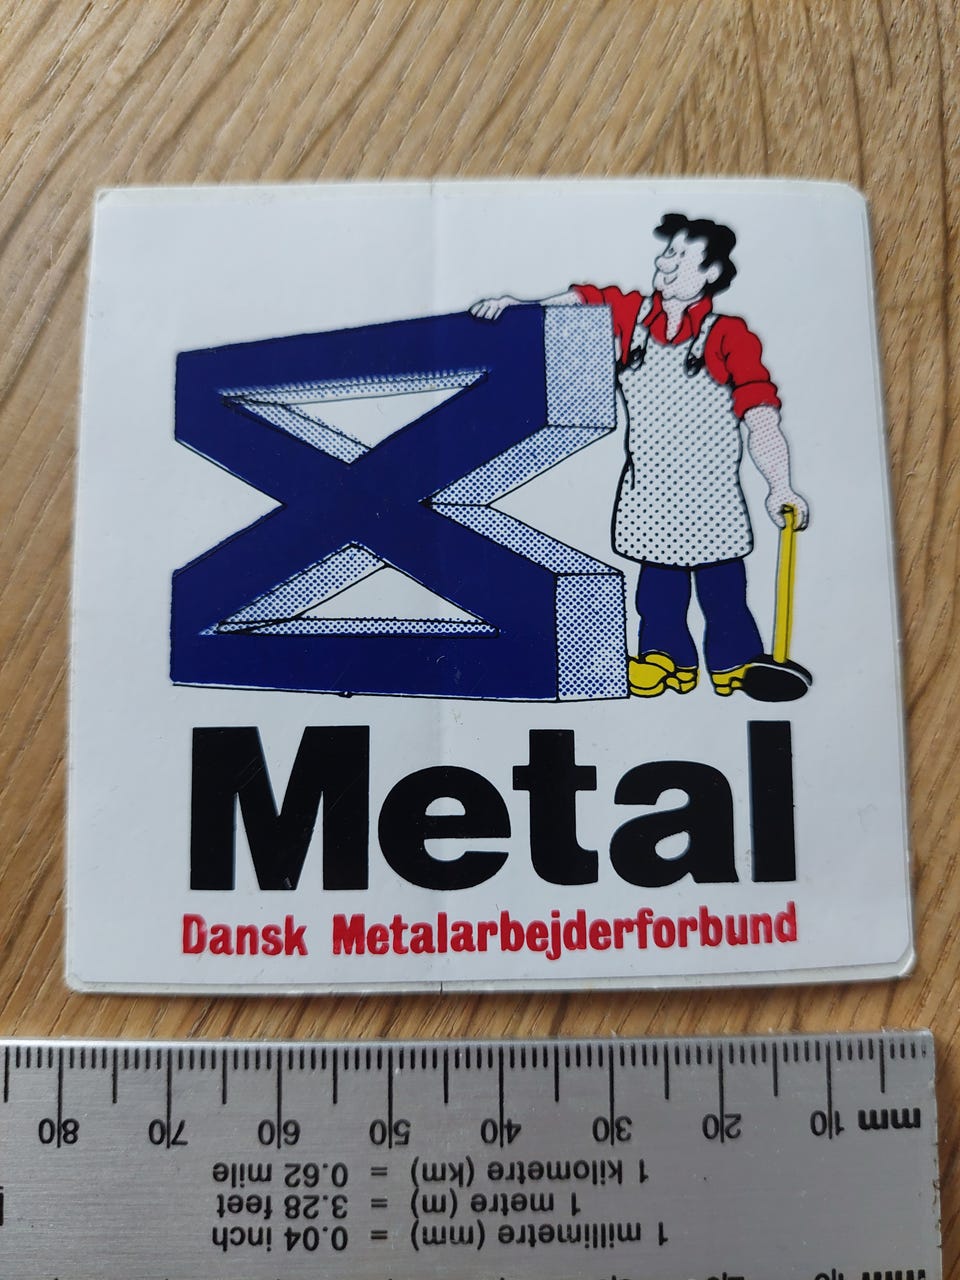 Metal
Dansk Metalarbejderforbund
80 70 60 50 40 30 20 10 mm
1 kilometre (km) = 0.62 mile
1 metre (m) = 3.28 feet
1 millimetre (mm) = 0.04 inch